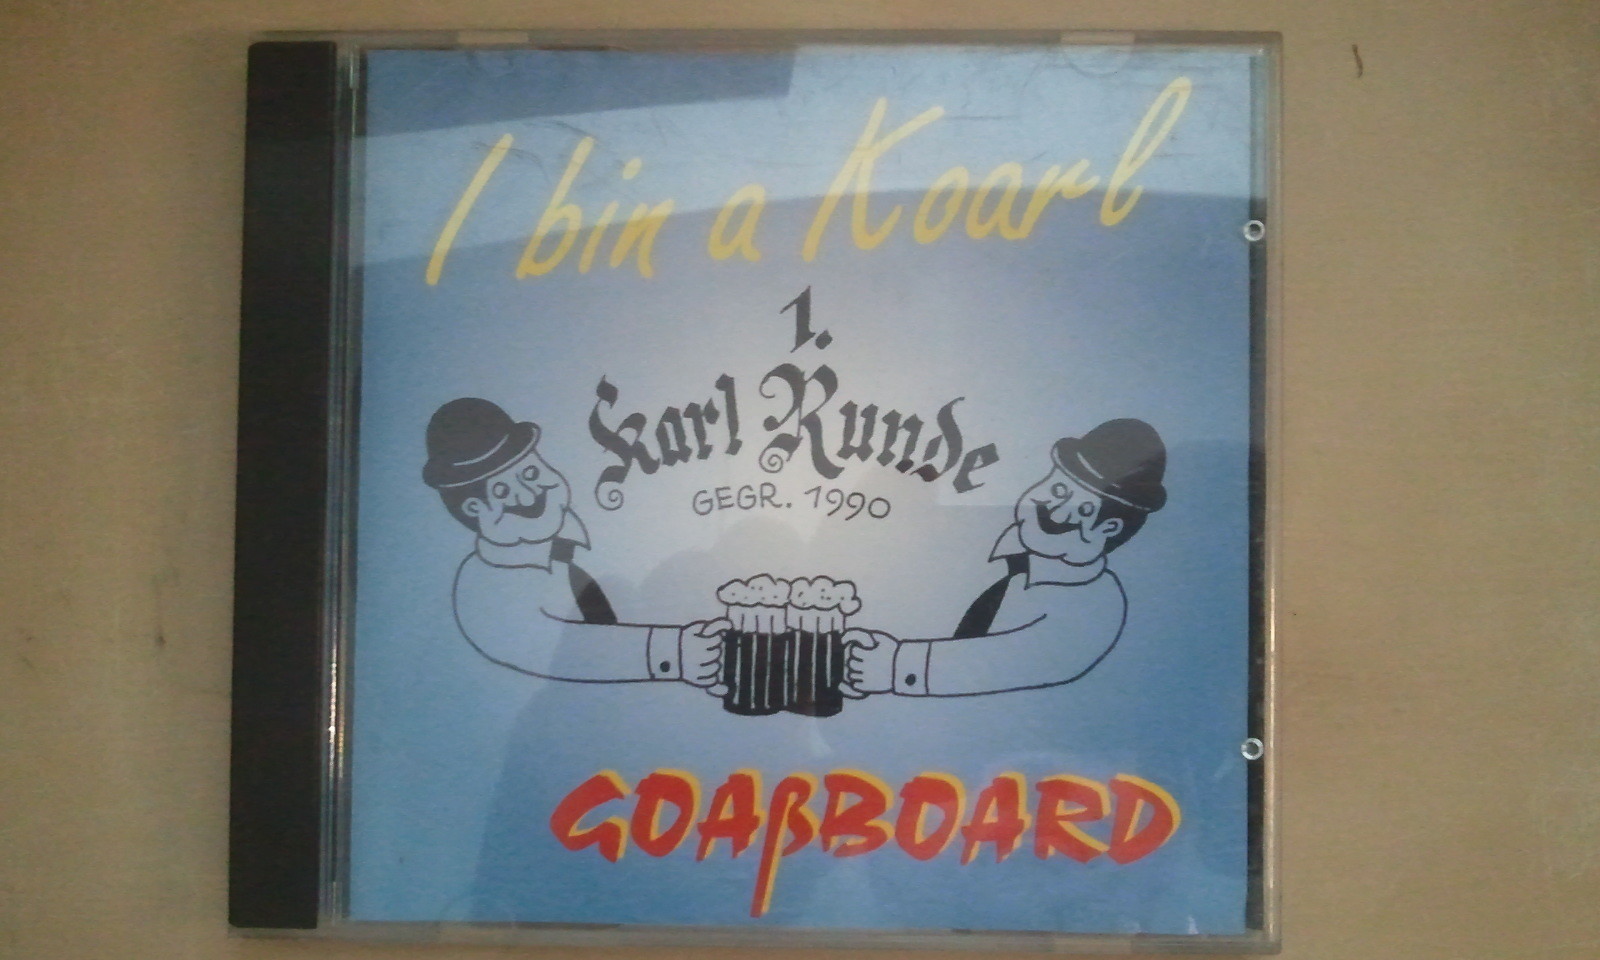 I bin a Koarl
1.
Karl Runde
GEGR. 1990
GOAßBOARD